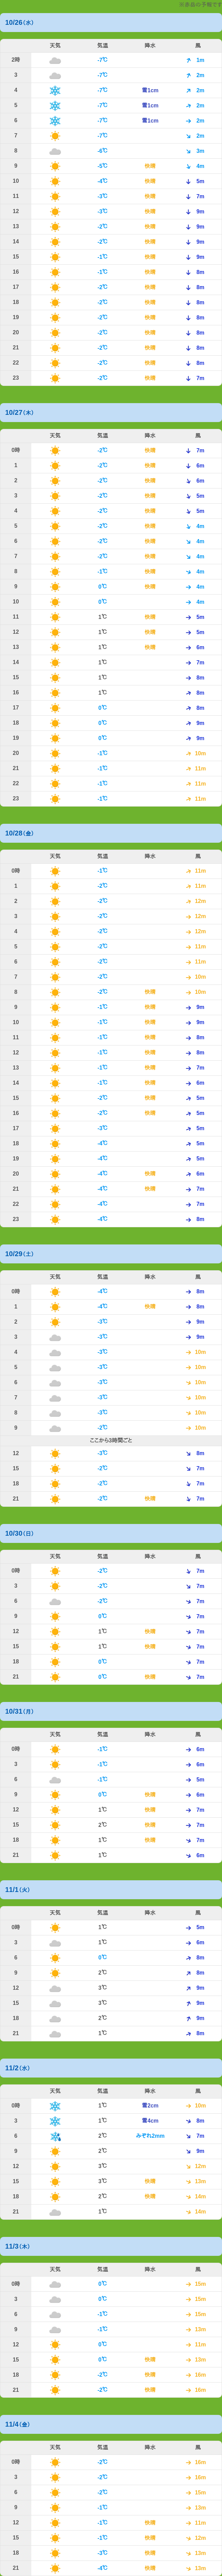 10/26(水)
天気 気温 降水 風
2時 -7℃ 1m
3 -7℃ 2m
4 -7℃ 雪1cm 2m
5 -7℃ 雪1cm 2m
6 -7℃ 雪1cm 2m
7 -7℃ 2m
8 -6℃ 3m
9 -5℃ 快晴 4m
10 -4℃ 快晴 5m
11 -3℃ 快晴 7m
12 -3℃ 快晴 9m
13 -2℃ 快晴 9m
14 -2℃ 快晴 9m
15 -1℃ 快晴 9m
16 -1℃ 快晴 8m
17 -2℃ 快晴 8m
18 -2℃ 快晴 8m
19 -2℃ 快晴 8m
20 -2℃ 快晴 8m
21 -2℃ 快晴 8m
22 -2℃ 快晴 8m
23 -2℃ 快晴 7m
10/27(木)
天気 気温 降水 風
0時 -2℃ 快晴 7m
1 -2℃ 快晴 6m
2 -2℃ 快晴 6m
3 -2℃ 快晴 5m
4 -2℃ 快晴 5m
5 -2℃ 快晴 4m
6 -2℃ 快晴 4m
7 -2℃ 快晴 4m
8 -1℃ 快晴 4m
9 0℃ 快晴 4m
10 0℃ 快晴 4m
11 1℃ 快晴 5m
12 1℃ 快晴 5m
13 1℃ 快晴 6m
14 1℃ 7m
15 1℃ 8m
16 1℃ 8m
17 0℃ 8m
18 0℃ 9m
19 0℃ 9m
20 -1℃ 10m
21 -1℃ 11m
22 -1℃ 11m
23 -1℃ 11m
10/28(金)
天気 気温 降水 風
0時 -1℃ 11m
1 -2℃ 11m
2 -2℃ 12m
3 -2℃ 12m
4 -2℃ 12m
5 -2℃ 11m
6 -2℃ 11m
7 -2℃ 10m
8 -2℃ 快晴 10m
9 -1℃ 快晴 9m
10 -1℃ 快晴 9m
11 -1℃ 快晴 8m
12 -1℃ 快晴 8m
13 -1℃ 快晴 7m
14 -1℃ 快晴 6m
15 -2℃ 快晴 5m
16 -2℃ 快晴 5m
17 -3℃ 5m
18 -4℃ 5m
19 -4℃ 5m
20 -4℃ 快晴 6m
21 -4℃ 快晴 7m
22 -4℃ 7m
23 -4℃ 8m
10/29(土)
天気 気温 降水 風
0時 -4℃ 8m
1 -4℃ 快晴 8m
2 -3℃ 9m
3 -3℃ 9m
4 -3℃ 10m
5 -3℃ 10m
6 -3℃ 10m
7 -3℃ 10m
8 -3℃ 10m
9 -2℃ 10m
ここから3時間ごと
12 -3℃ 8m
15 -2℃ 7m
18 -2℃ 7m
21 -2℃ 快晴 7m
10/30(日)
天気 気温 降水 風
0時 -2℃ 7m
3 -2℃ 7m
6 -2℃ 7m
9 0℃ 7m
12 1℃ 快晴 7m
15 1℃ 快晴 7m
18 0℃ 7m
21 0℃ 快晴 7m
10/31(月)
天気 気温 降水 風
0時 -1℃ 6m
3 -1℃ 6m
6 -1℃ 5m
9 0℃ 快晴 6m
12 1℃ 快晴 7m
15 2℃ 快晴 7m
18 1℃ 快晴 7m
21 1℃ 6m
11/1(火)
天気 気温 降水 風
0時 1℃ 5m
3 1℃ 6m
6 0℃ 8m
9 2℃ 8m
12 3℃ 9m
15 3℃ 9m
18 2℃ 9m
21 1℃ 8m
11/2(水)
天気 気温 降水 風
0時 1℃ 雪2cm 10m
3 1℃ 雪4cm 8m
6 2℃ みぞれ2mm 7m
9 2℃ 9m
12 3℃ 12m
15 3℃ 快晴 13m
18 2℃ 快晴 14m
21 1℃ 14m
11/3(木)
天気 気温 降水 風
0時 0℃ 15m
3 0℃ 15m
6 -1℃ 15m
9 -1℃ 13m
12 0℃ 11m
15 0℃ 快晴 13m
18 -2℃ 快晴 16m
21 -2℃ 快晴 16m
11/4(金)
天気 気温 降水 風
0時 -2℃ 16m
3 -2℃ 16m
6 -2℃ 15m
9 -1℃ 13m
12 -1℃ 快晴 11m
15 -1℃ 快晴 12m
18 -3℃ 快晴 13m
21 -4℃ 快晴 13m